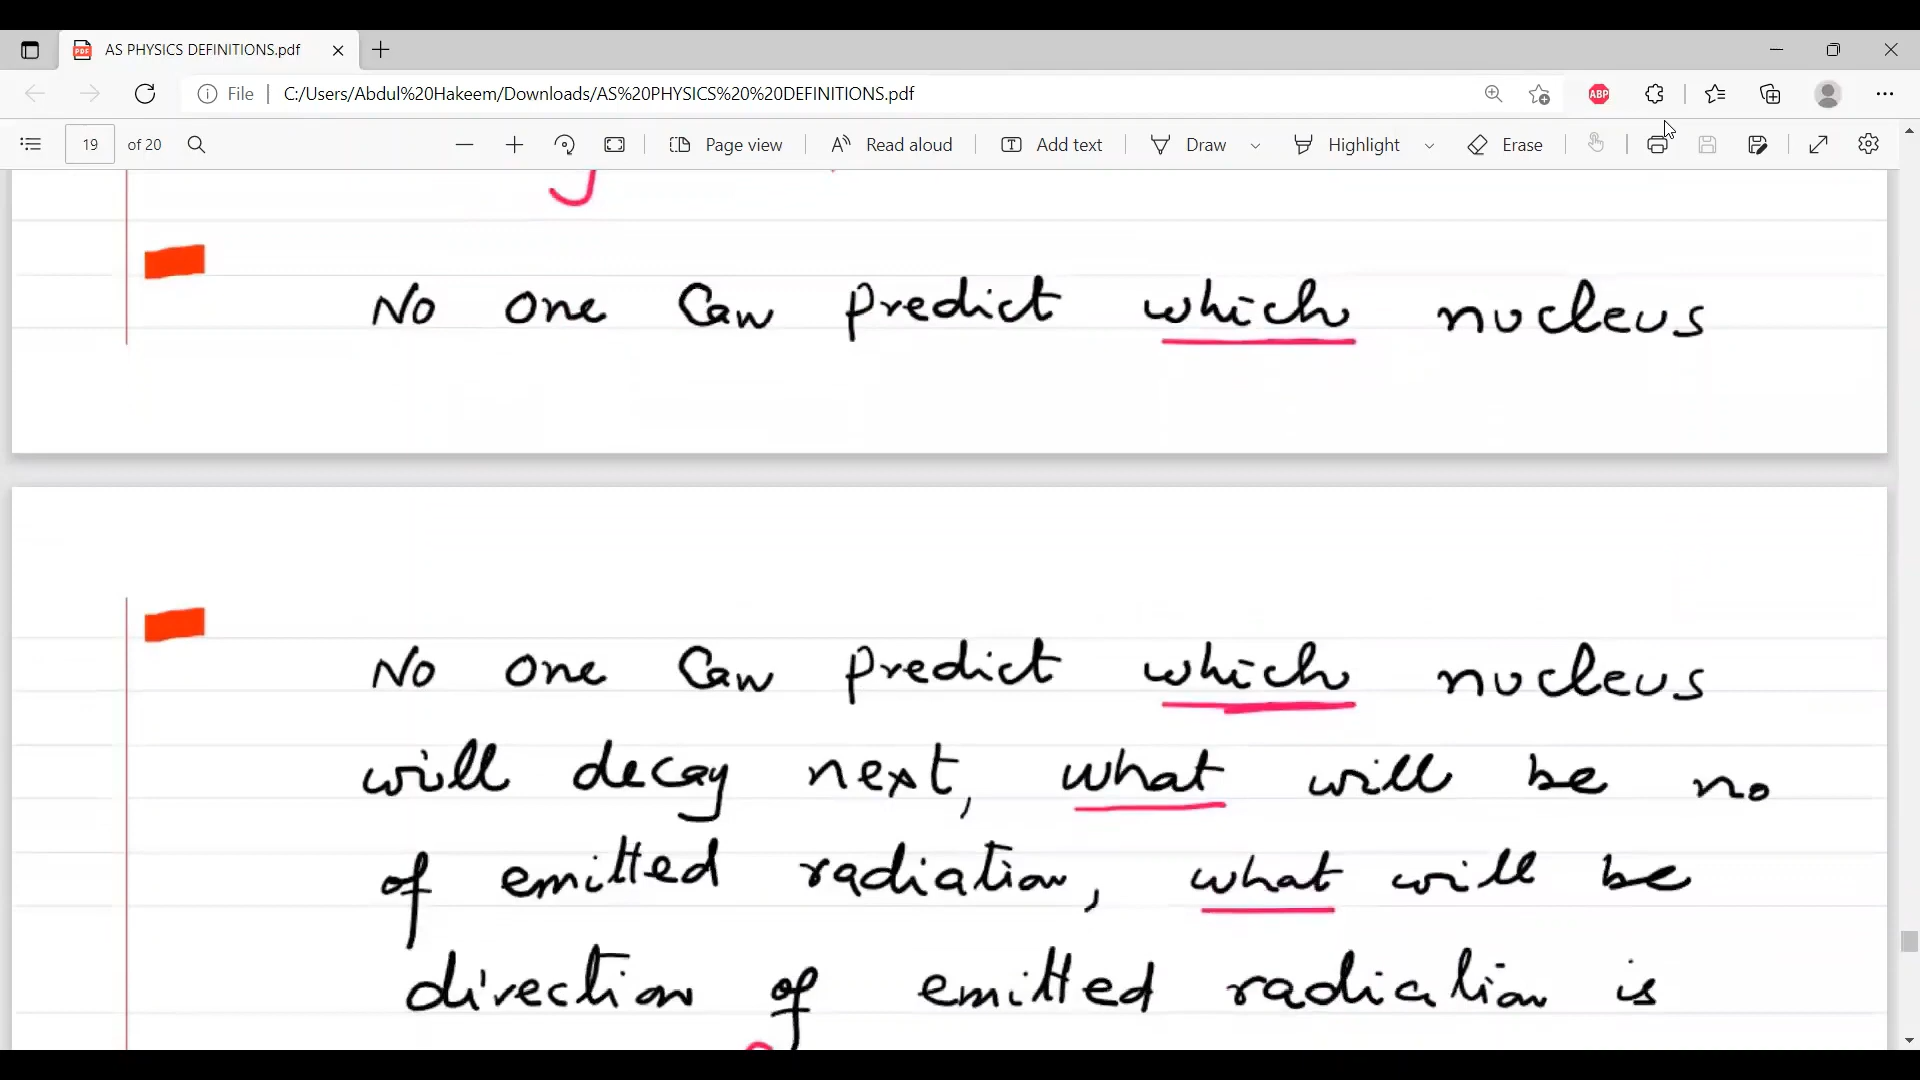 AS PHYSICS DEFINITIONS.pdf
File C:/Users/Abdul%20Hakeem/Downloads/AS%20PHYSICS%20%20DEFINITIONS.pdf
ABP
19 of 20 Page view Read aloud Add text Draw Highlight Erase
No one Can predict which nucleus
No one Can predict which nucleus
will decay next, what will be no
of emitted radiation, what will be
direction of emitted radiation is